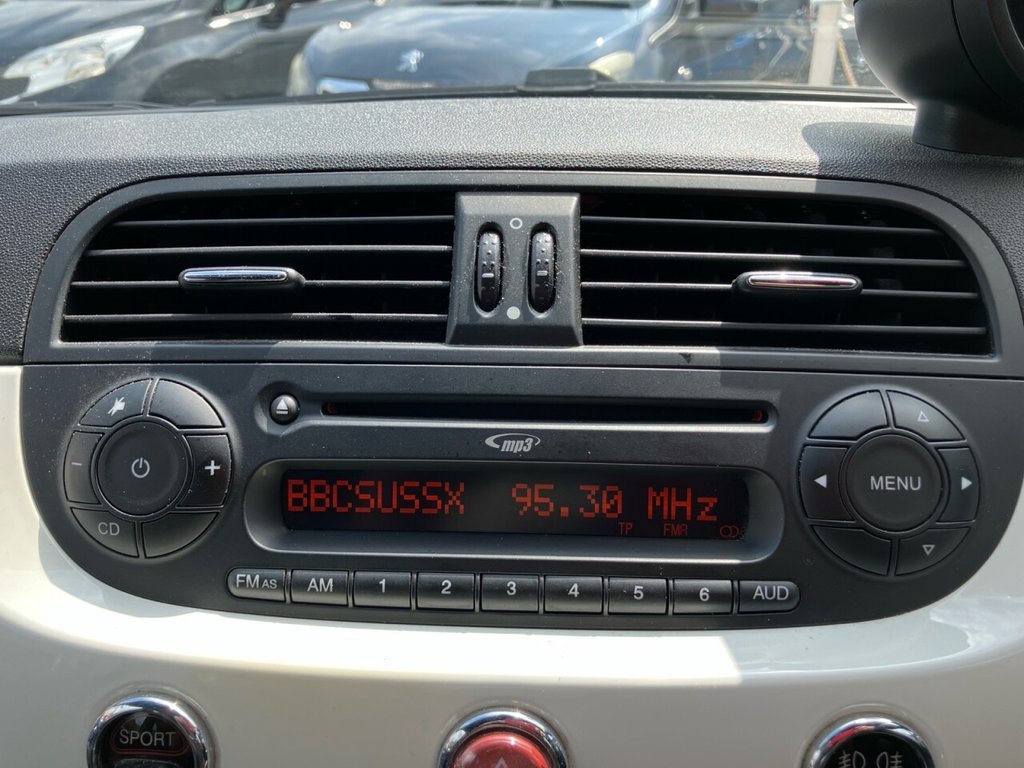 mp3
BBCSUSSX 95.30 MHz
TP FMA
MENU
CD
FM AS AM 1 2 3 4 5 6 AUD
SPORT